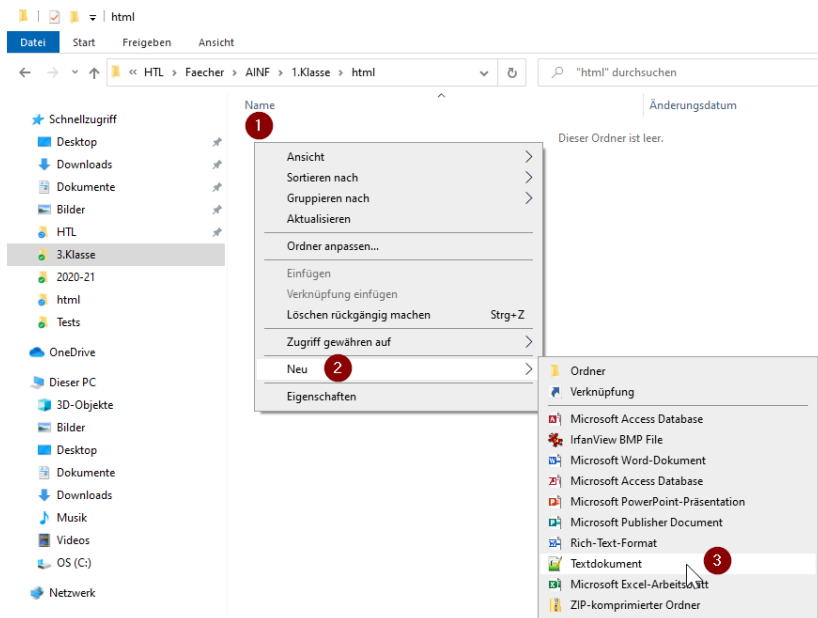 html
Datei Start Freigeben Ansicht
« HTL > Faecher > AINF > 1.Klasse > html
"html" durchsuchen
Name
Änderungsdatum
1
Dieser Ordner ist leer.
Schnellzugriff
Desktop
Downloads
Dokumente
Bilder
HTL
3.Klasse
2020-21
html
Tests
OneDrive
Dieser PC
3D-Objekte
Bilder
Desktop
Dokumente
Downloads
Musik
Videos
OS (C:)
Netzwerk
Ansicht
Sortieren nach
Gruppieren nach
Aktualisieren
Ordner anpassen...
Einfügen
Verknüpfung einfügen
Löschen rückgängig machen Strg+Z
Zugriff gewähren auf
Neu 2
Eigenschaften
Ordner
Verknüpfung
Microsoft Access Database
IrfanView BMP File
Microsoft Word-Dokument
Microsoft Access Database
Microsoft PowerPoint-Präsentation
Microsoft Publisher Document
Rich-Text-Format
Textdokument 3
Microsoft Excel-Arbeitsblatt
ZIP-komprimierter Ordner